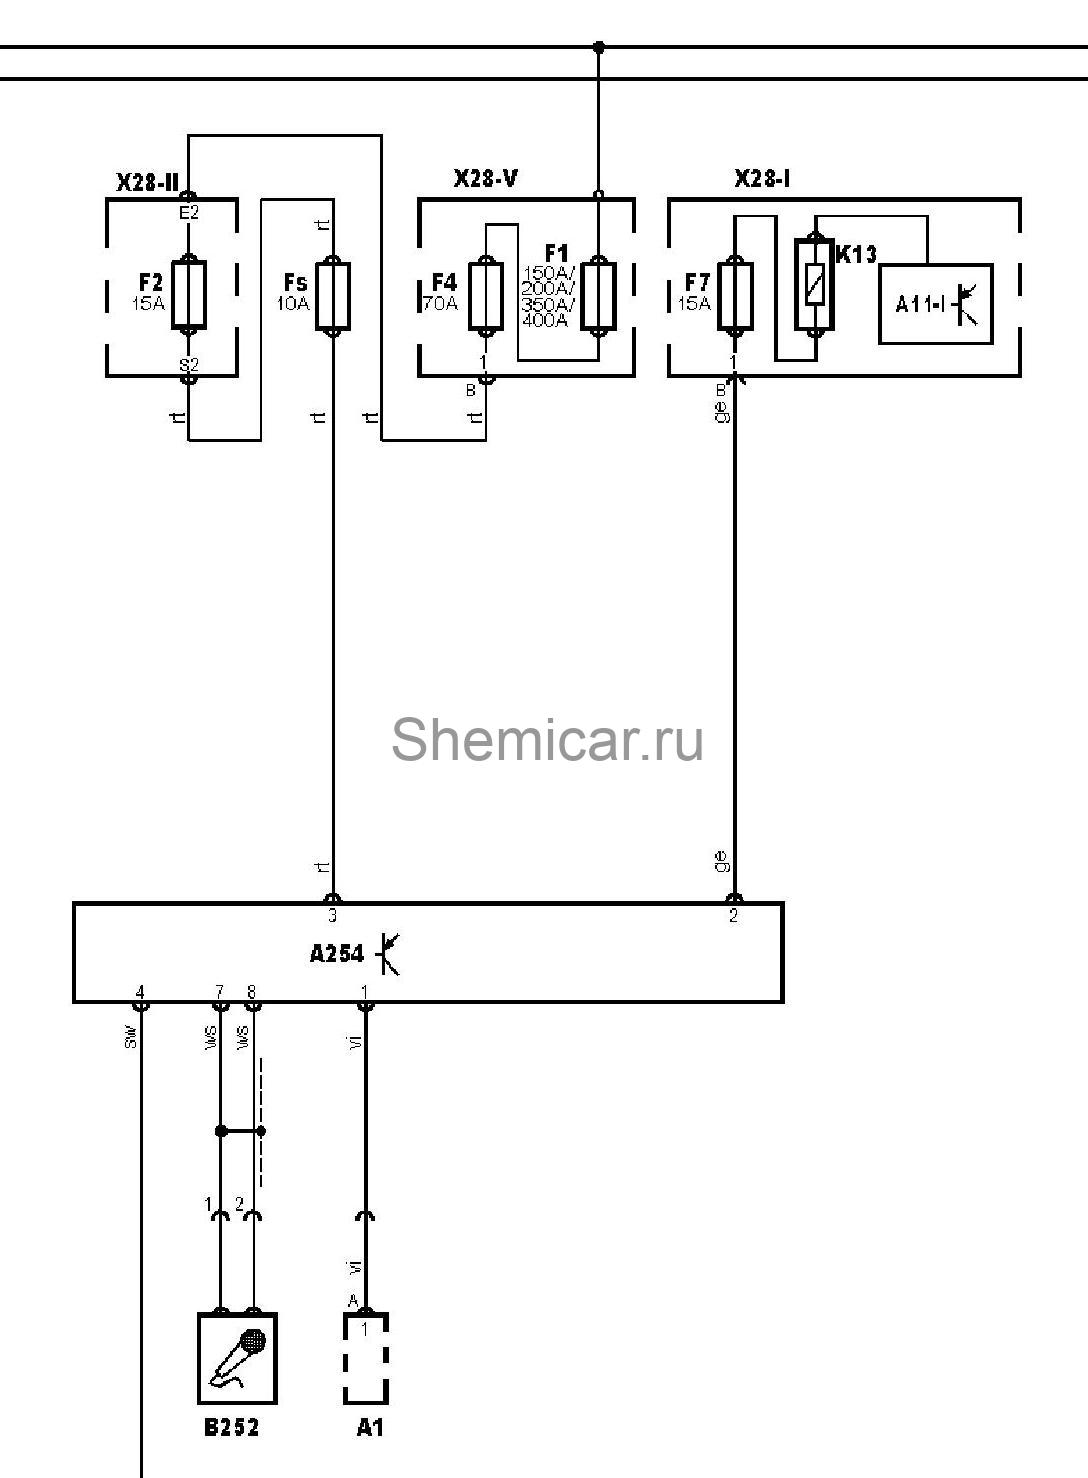 X28-II
X28-V
X28-I
E2
rt
F2
15A
Fs
10A
F4
70A
F1
150A/
200A/
350A/
400A
F7
15A
K13
A11-I
S2
1
1
B
B
rt
rt
rt
rt
ge
Shemicar.ru
rt
ge
3
2
A254
4
7
8
1
sw
ws
ws
vi
1
2
vi
A
1
B252
A1